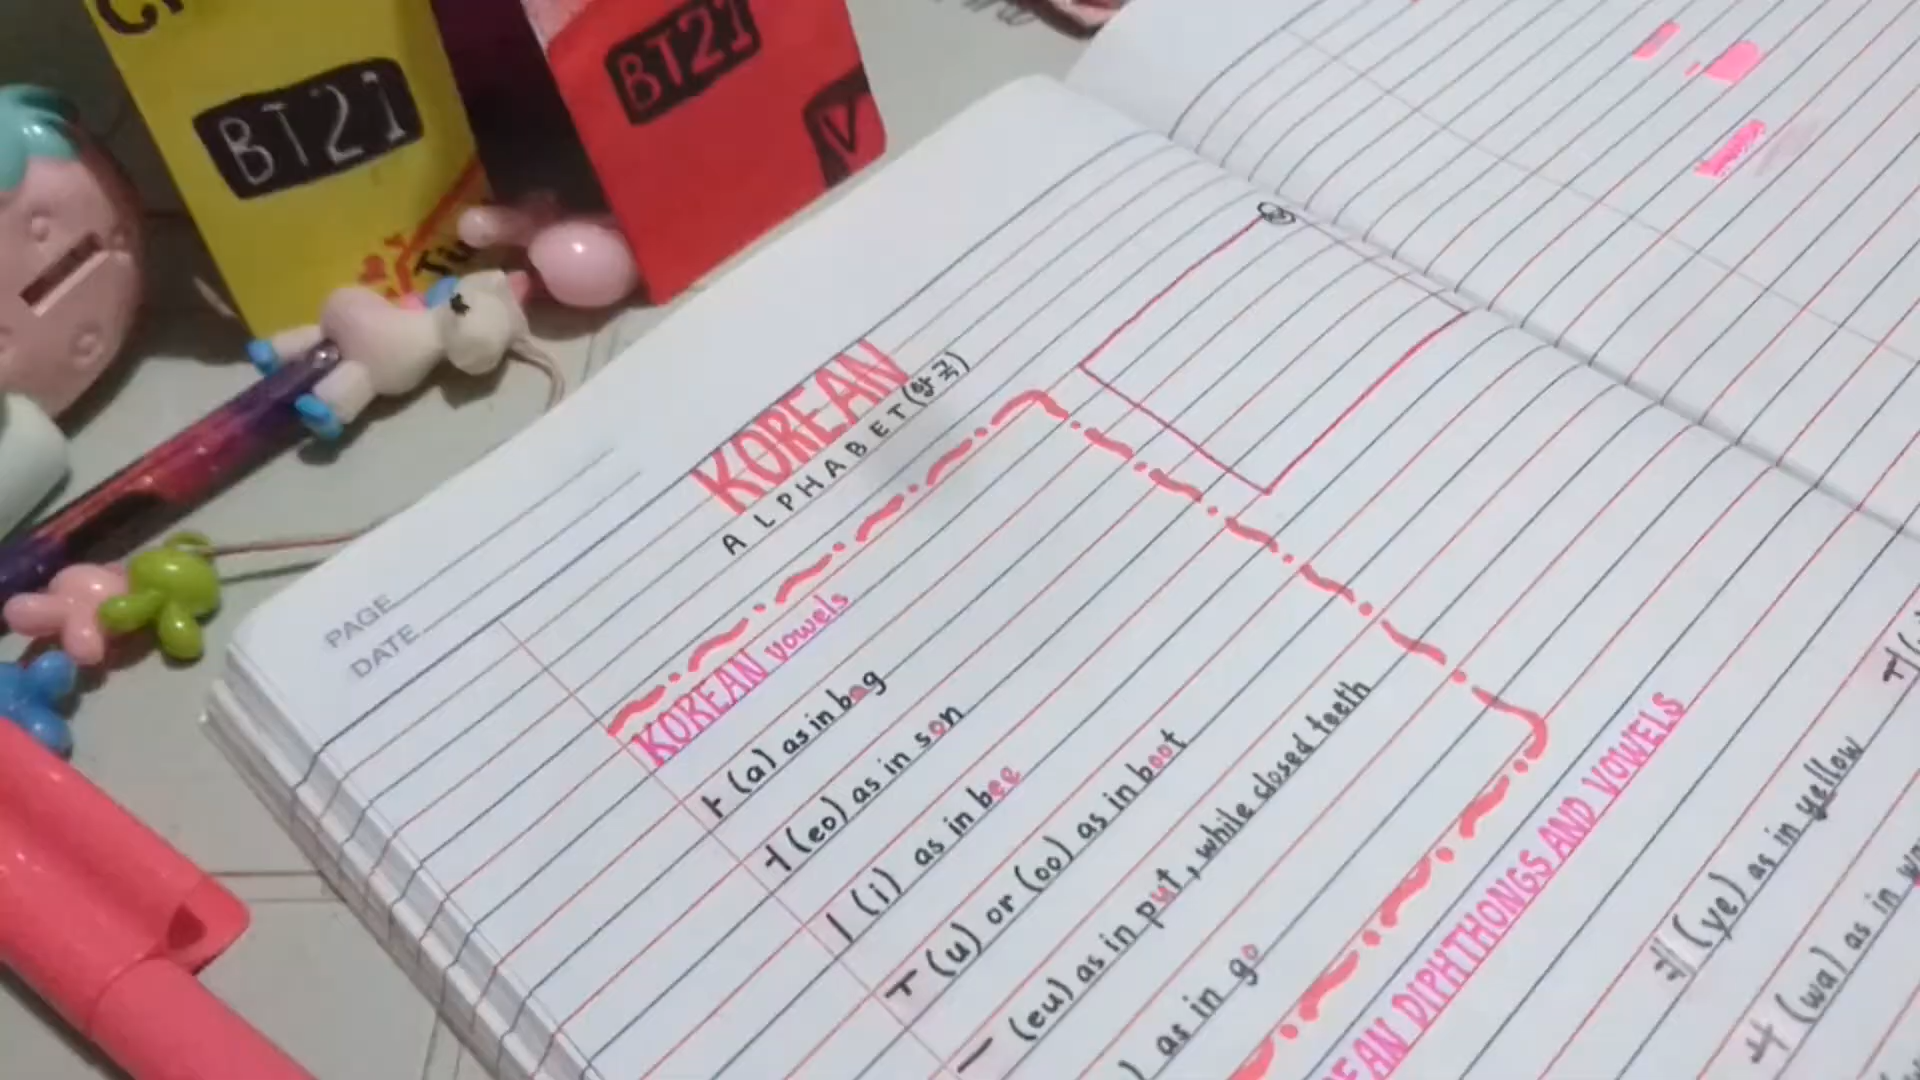 BT21
BT21
V
PAGE
DATE
KOREAN
ALPHABET (한국)
KOREAN vowels
ㅏ (a) as in bag
ㅓ (eo) as in son
ㅣ (i) as in bee
ㅜ (u) or (oo) as in boot
ㅡ (eu) as in put, while closed teeth
) as in go
EAN DIPHTHONGS AND VOWELS
ㅖ (ye) as in yellow
ㅘ (wa) as in